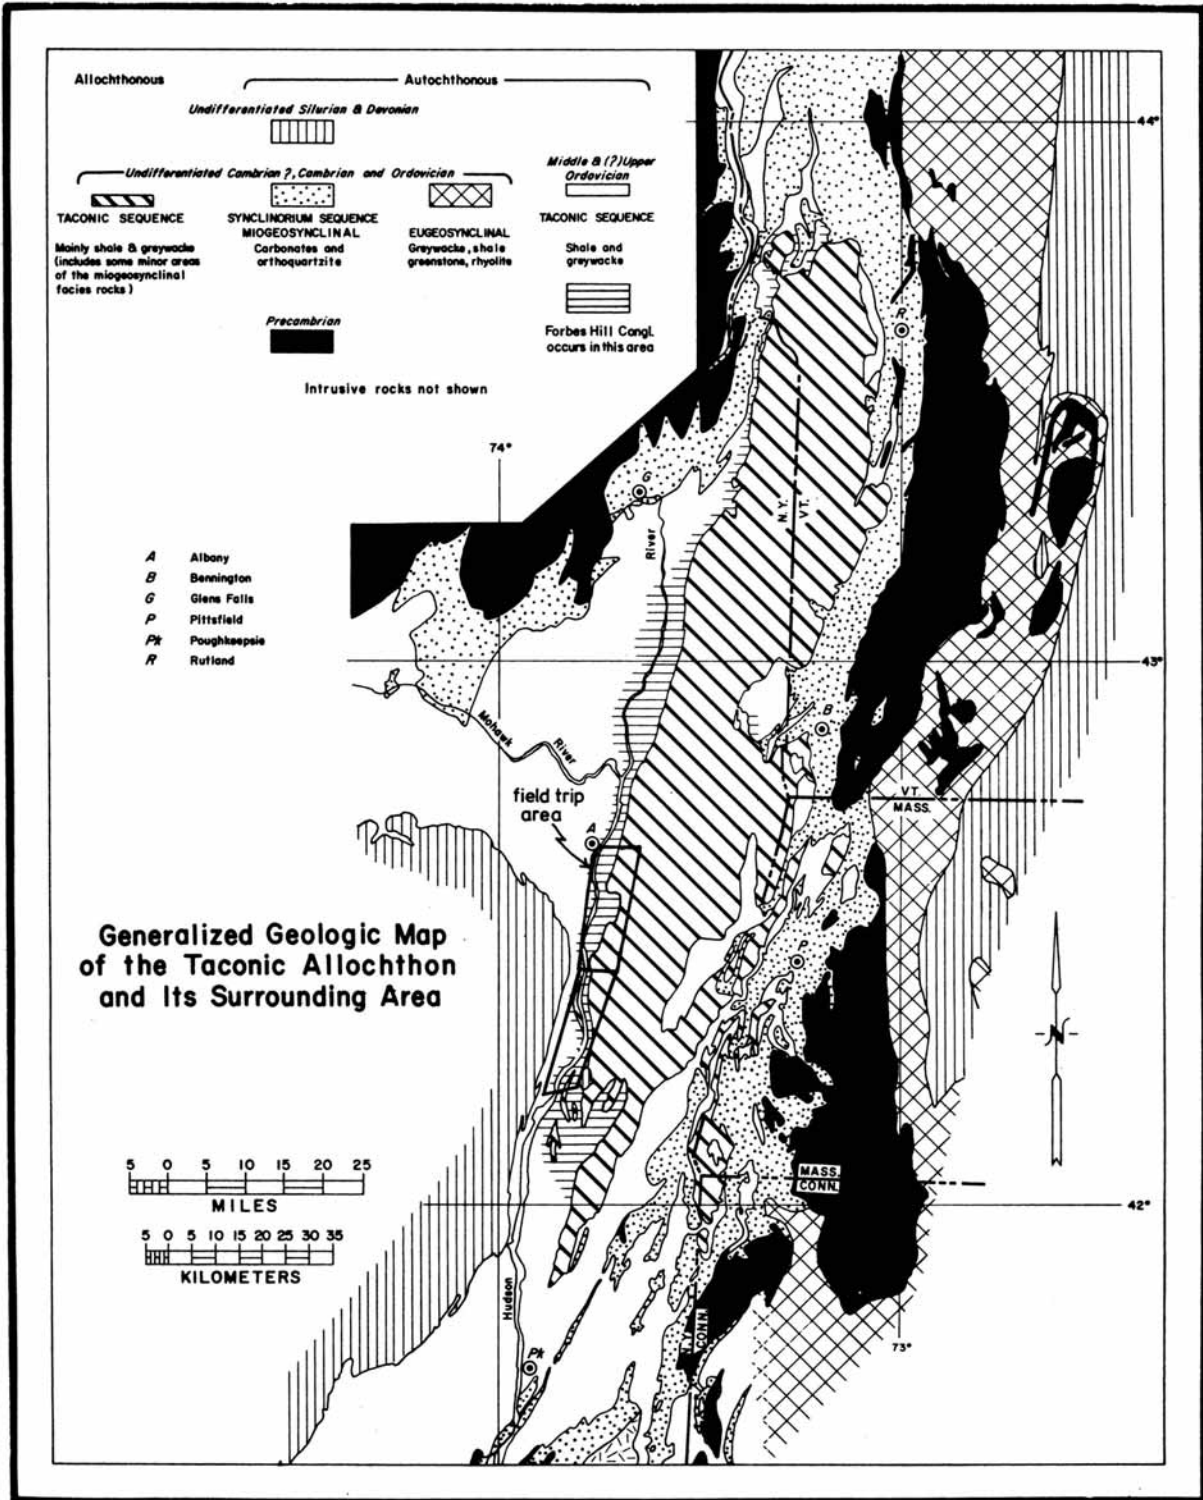 Allochthonous
Autochthonous
Undifferentiated Silurian & Devonian
Undifferentiated Cambrian ?, Cambrian and Ordovician
Middle & (?) Upper
Ordovician
TACONIC SEQUENCE
Mainly shale & greywacke
(includes some minor areas
of the miogeosynclinal
facies rocks)
SYNCLINORIUM SEQUENCE
MIOGEOSYNCLINAL
Carbonates and
orthoquartzite
EUGEOSYNCLINAL
Greywacke, shale
greenstone, rhyolite
TACONIC SEQUENCE
Shale and
greywacke
Precambrian
Forbes Hill Congl.
occurs in this area
Intrusive rocks not shown
44°
R
74°
G
N.Y.
VT.
River
A Albany
B Bennington
G Glens Falls
P Pittsfield
Pk Poughkeepsie
R Rutland
43°
Mohawk
River
B
VT.
MASS.
field trip
area
A
Generalized Geologic Map
of the Taconic Allochthon
and Its Surrounding Area
P
N
5 0 5 10 15 20 25
MILES
MASS.
CONN.
42°
5 0 5 10 15 20 25 30 35
KILOMETERS
Hudson
N.Y.
CONN.
73°
Pk